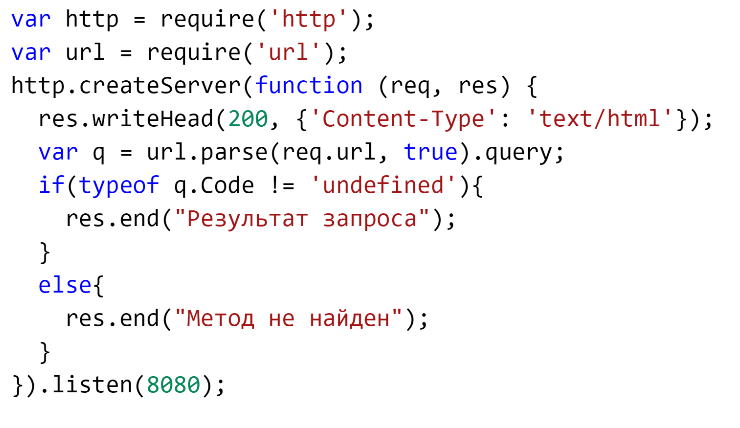 var http = require('http');
var url = require('url');
http.createServer(function (req, res) {
  res.writeHead(200, {'Content-Type': 'text/html'});
  var q = url.parse(req.url, true).query;
  if(typeof q.Code != 'undefined'){
    res.end("Результат запроса");
  }
  else{
    res.end("Метод не найден");
  }
}).listen(8080);